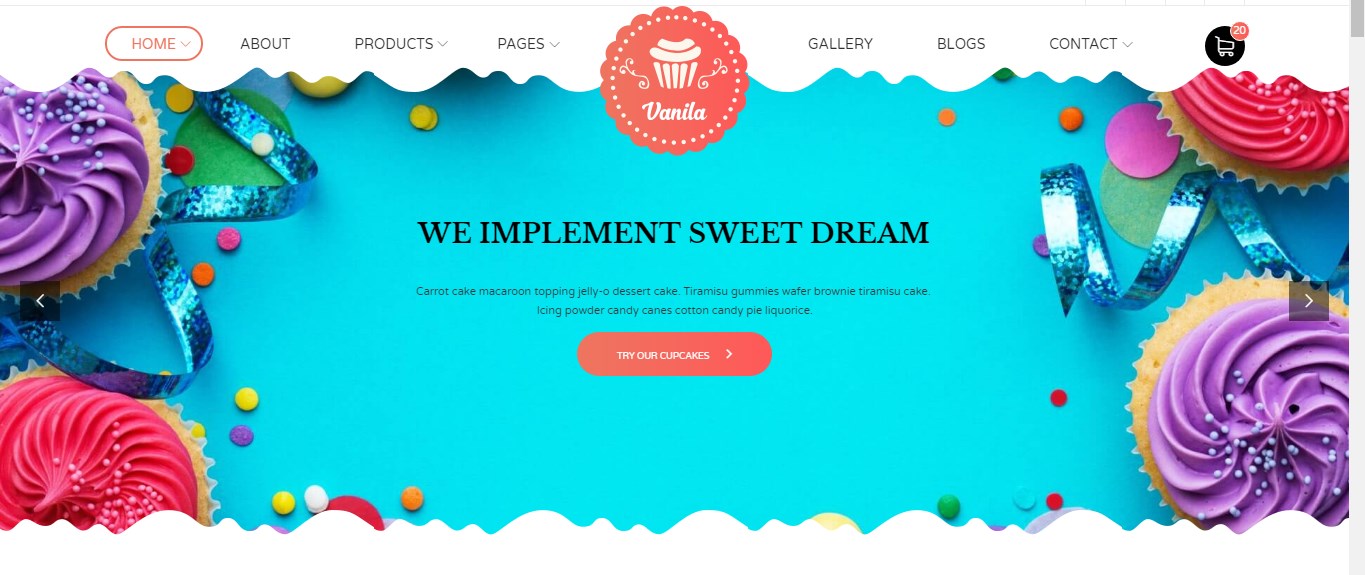 HOME
ABOUT
PRODUCTS
PAGES
Vanila
GALLERY
BLOGS
CONTACT
20
WE IMPLEMENT SWEET DREAM
Carrot cake macaroon topping jelly-o dessert cake. Tiramisu gummies wafer brownie tiramisu cake.
Icing powder candy canes cotton candy pie liquorice.
TRY OUR CUPCAKES